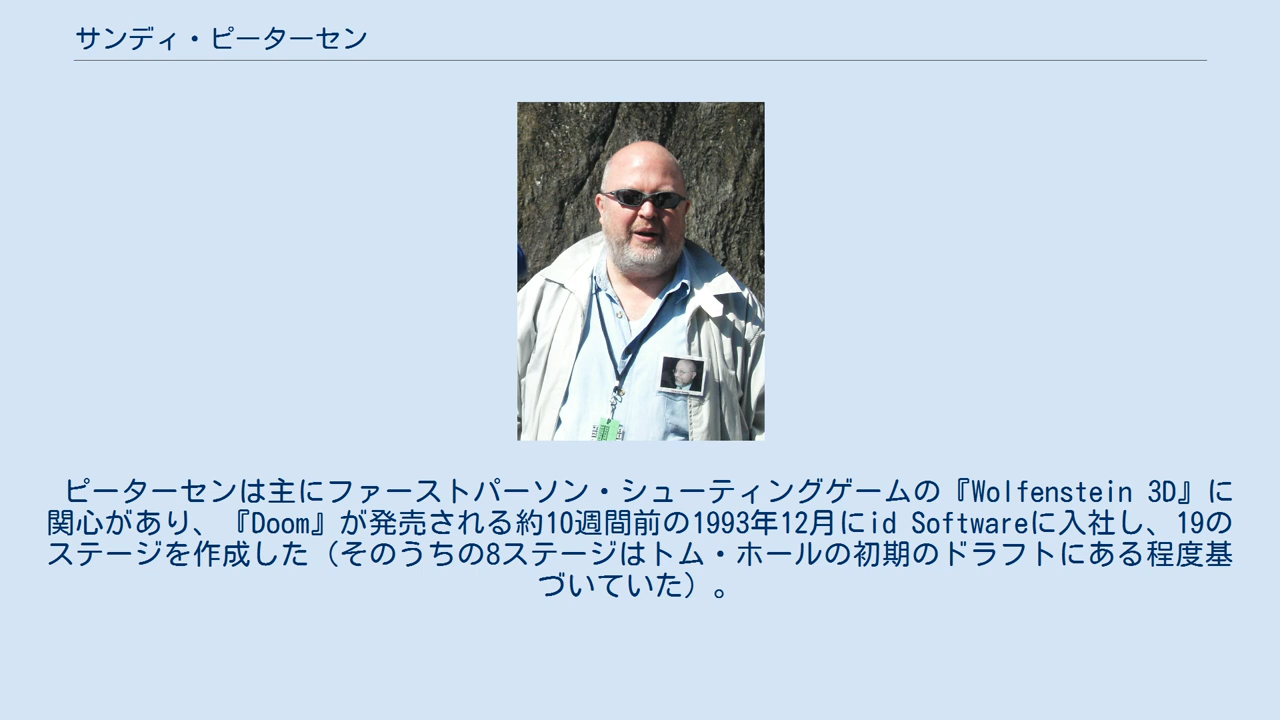 サンディ・ピーターセン
ピーターセンは主にファーストパーソン・シューティングゲームの『Wolfenstein 3D』に
関心があり、『Doom』が発売される約10週間前の1993年12月にid Softwareに入社し、19の
ステージを作成した（そのうちの8ステージはトム・ホールの初期のドラフトにある程度基
づいていた）。